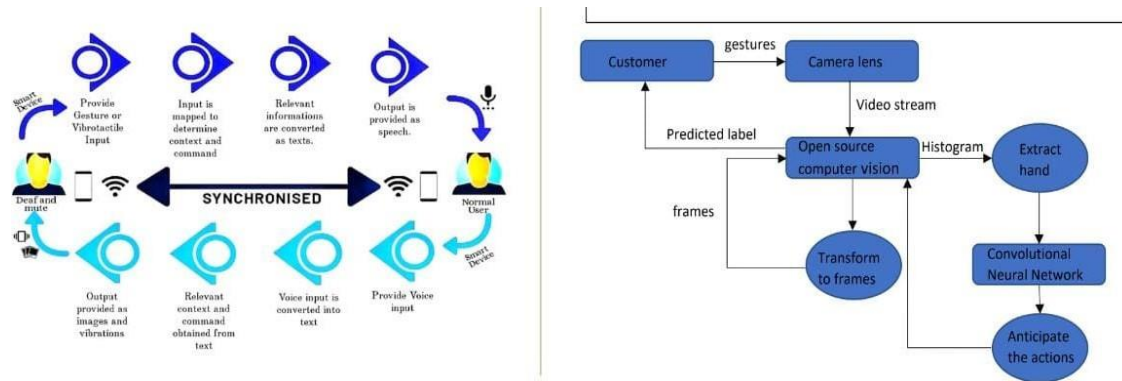 Smart Device
Provide
Gesture or
Vibrotactile
Input
Input is
mapped to
determine
context and
command
Relevant
informations
are converted
as texts.
Output is
provided as
speech.
Deaf and
mute
SYNCHRONISED
Normal
User
Smart
Device
Output
provided as
images and
vibrations
Relevant
context and
command
obtained from
text
Voice input is
converted into
text
Provide Voice
input
Customer
gestures
Camera lens
Video stream
Predicted label
Open source
computer vision
Histogram
Extract
hand
frames
Transform
to frames
Convolutional
Neural Network
Anticipate
the actions